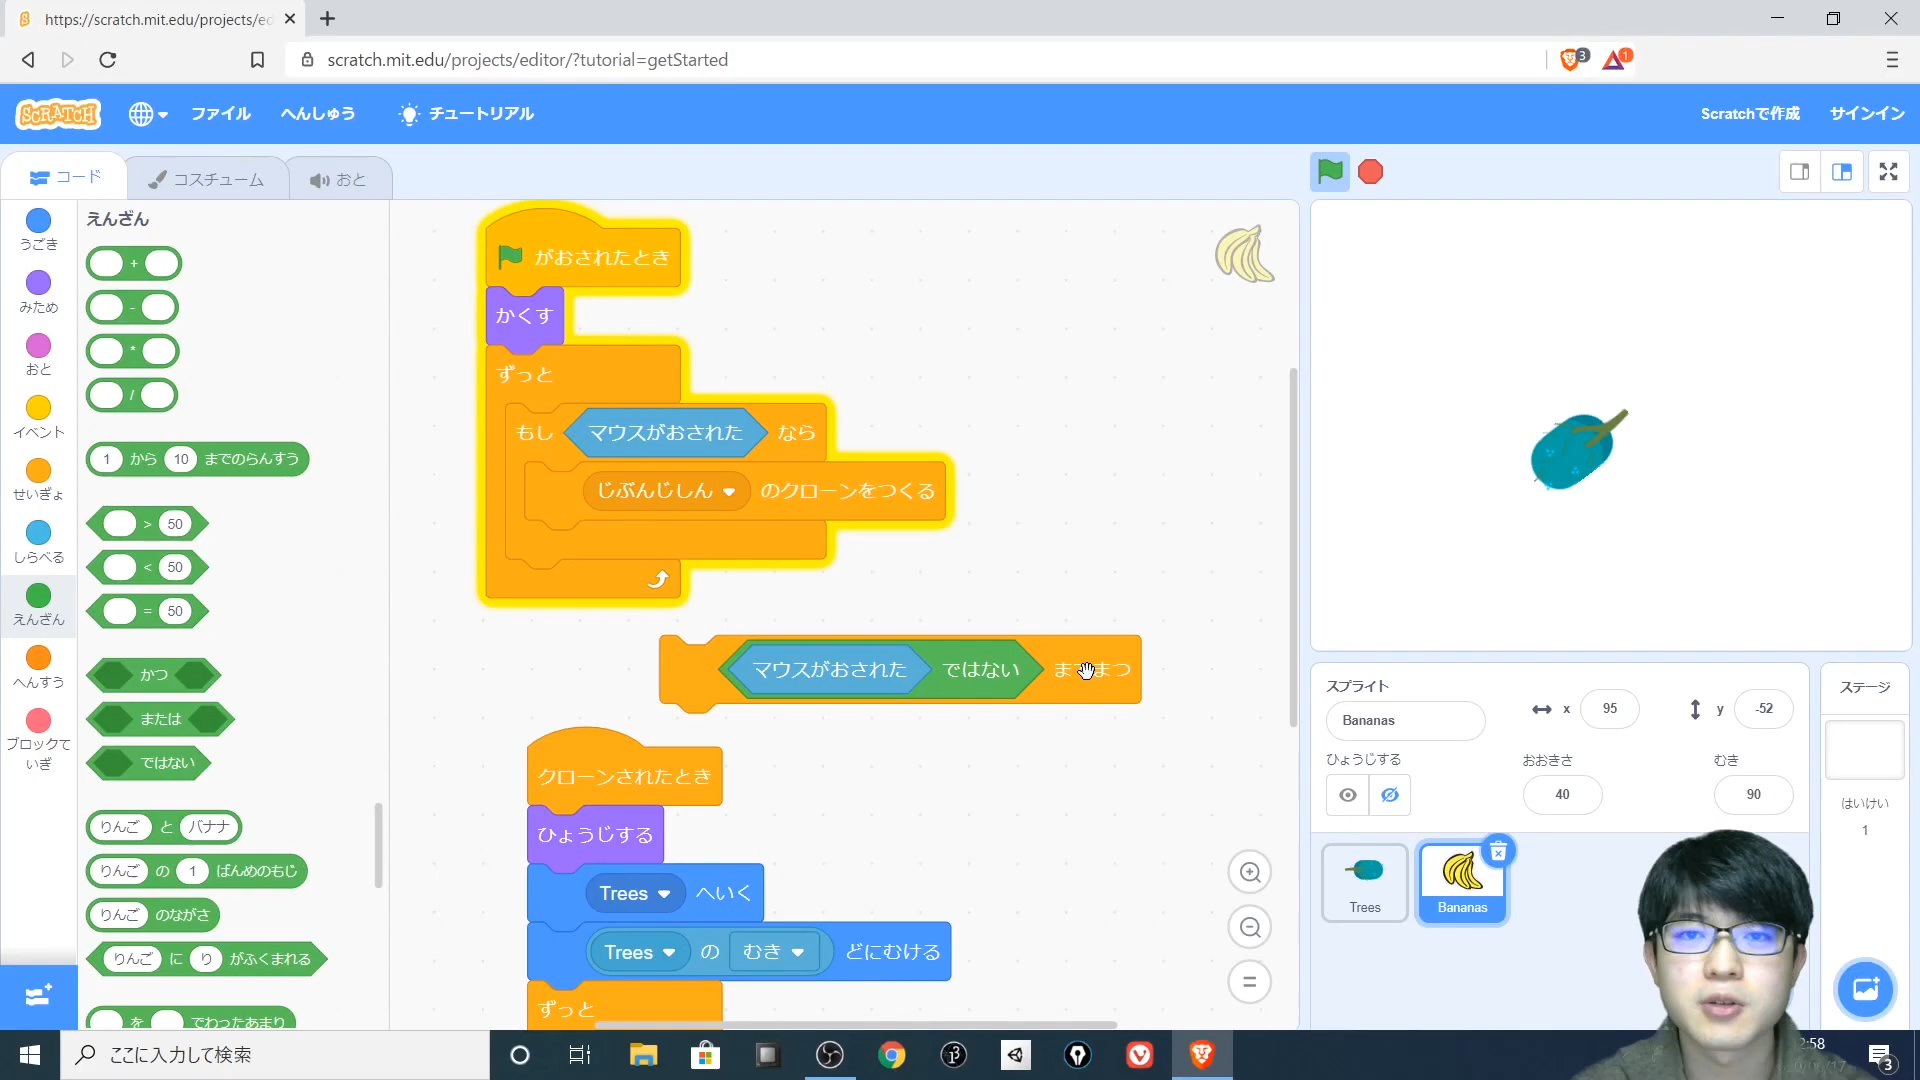 https://scratch.mit.edu/projects/ed
scratch.mit.edu/projects/editor/?tutorial=getStarted
3
1
SCRATCH
ファイル
へんしゅう
チュートリアル
Scratchで作成
サインイン
コード
コスチューム
おと
うごき
みため
おと
イベント
せいぎょ
しらべる
えんざん
へんすう
ブロックて
いぎ
えんざん
+
-
*
/
1 から 10 までのらんすう
> 50
< 50
= 50
かつ
または
ではない
りんご と バナナ
りんご の 1 ばんめのもじ
りんご のながさ
りんご に り がふくまれる
を でわったあまり
がおされたとき
かくす
ずっと
もし マウスがおされた なら
じぶんじしん のクローンをつくる
マウスがおされた ではない までまつ
クローンされたとき
ひょうじする
Trees へいく
Trees の むき どにむける
ずっと
スプライト
Bananas
x 95
y -52
ひょうじする
おおきさ
40
むき
90
Trees
Bananas
ステージ
はいけい
1
ここに入力して検索
2:58
3